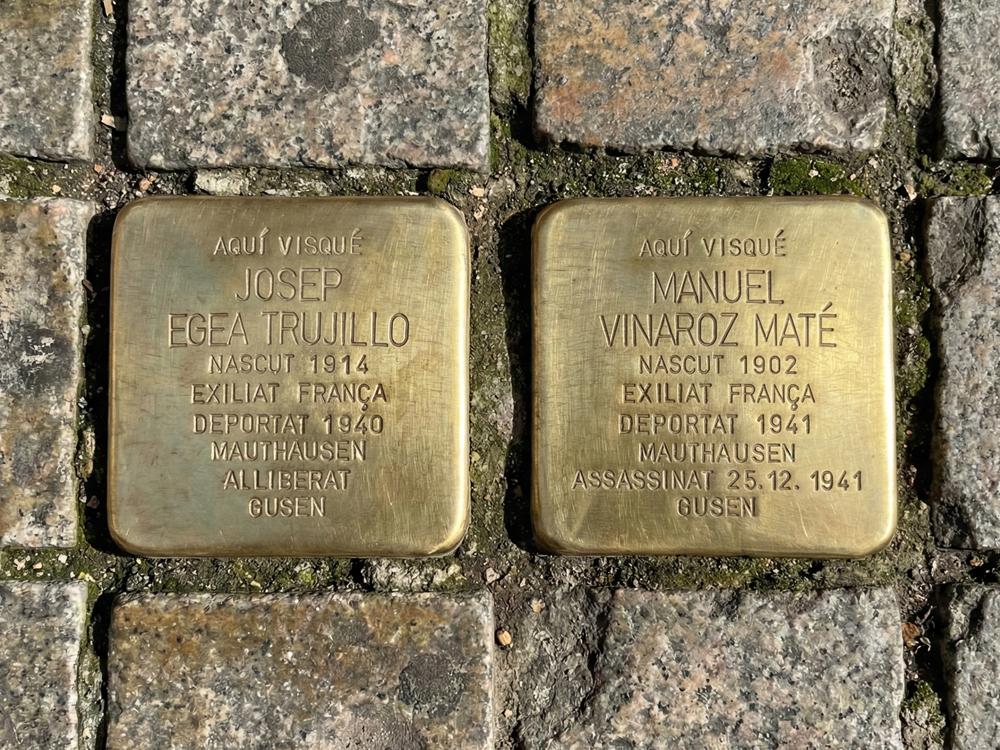 AQUÍ VISQUÉ
JOSEP
EGEA TRUJILLO
NASCUT 1914
EXILIAT FRANÇA
DEPORTAT 1940
MAUTHAUSEN
ALLIBERAT
GUSEN
AQUÍ VISQUÉ
MANUEL
VINAROZ MATÉ
NASCUT 1902
EXILIAT FRANÇA
DEPORTAT 1941
MAUTHAUSEN
ASSASSINAT 25.12. 1941
GUSEN